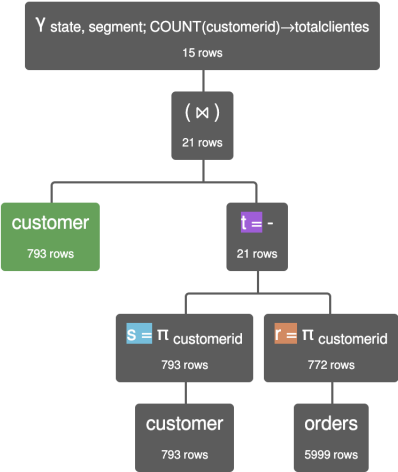 γ state, segment; COUNT(customerid)→totalclientes
15 rows
( ⋈ )
21 rows
customer
793 rows
t = -
21 rows
s = π customerid
793 rows
r = π customerid
772 rows
customer
793 rows
orders
5999 rows